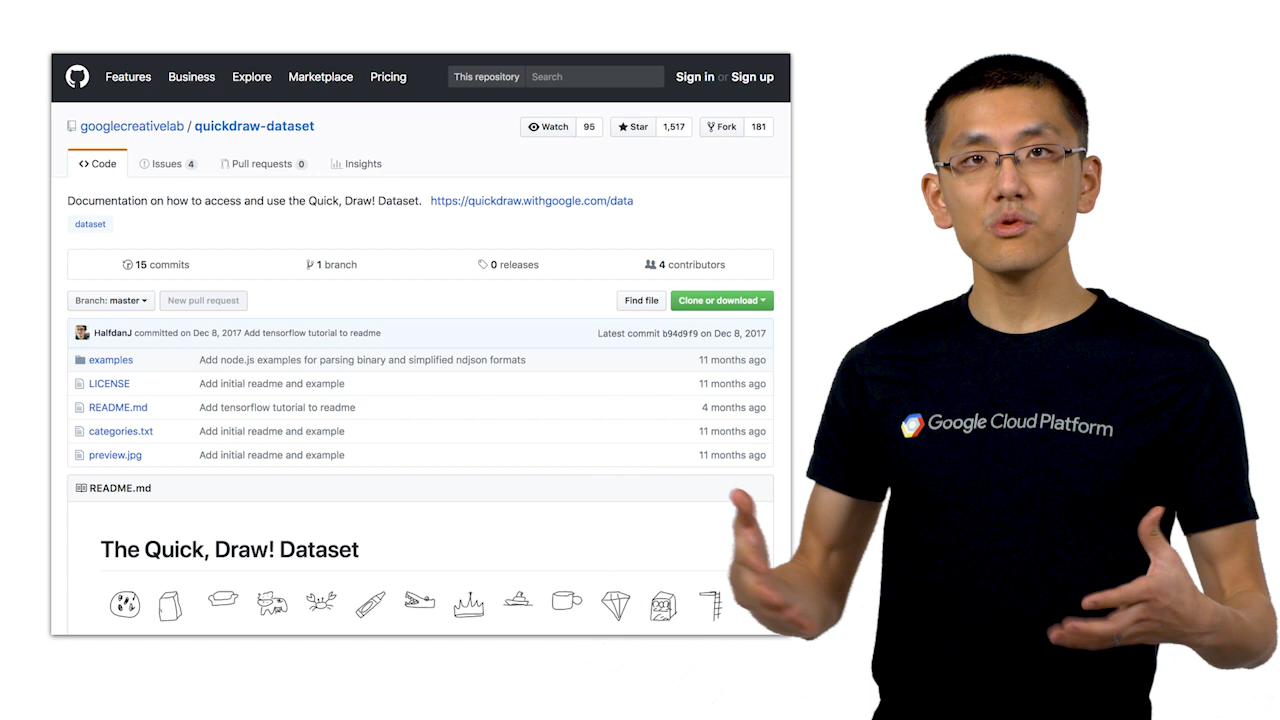 Features Business Explore Marketplace Pricing This repository Search Sign in or Sign up
googlecreativelab / quickdraw-dataset Watch 95 Star 1,517 Fork 181
Code Issues 4 Pull requests 0 Insights
Documentation on how to access and use the Quick, Draw! Dataset. https://quickdraw.withgoogle.com/data
dataset
15 commits 1 branch 0 releases 4 contributors
Branch: master New pull request Find file Clone or download
HalfdanJ committed on Dec 8, 2017 Add tensorflow tutorial to readme Latest commit b94d9f9 on Dec 8, 2017
examples Add node.js examples for parsing binary and simplified ndjson formats 11 months ago
LICENSE Add initial readme and example 11 months ago
README.md Add tensorflow tutorial to readme 4 months ago
categories.txt Add initial readme and example 11 months ago
preview.jpg Add initial readme and example 11 months ago
README.md
The Quick, Draw! Dataset
Google Cloud Platform